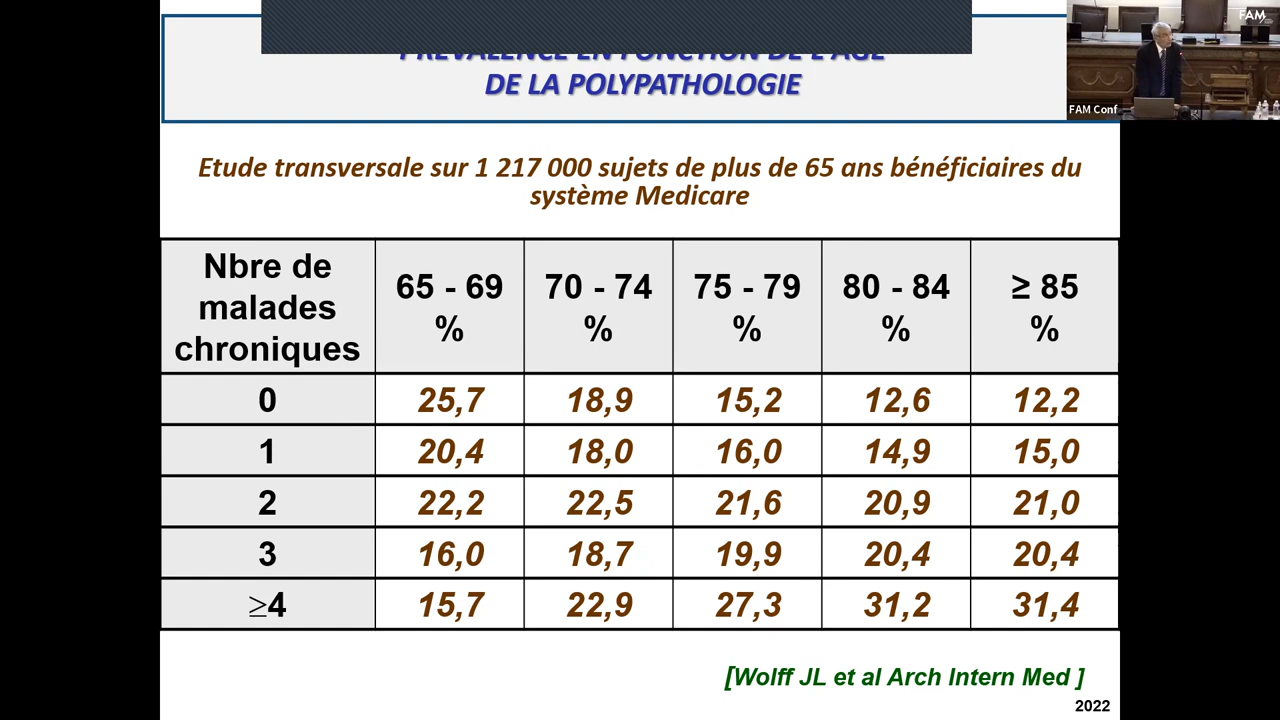 PREVALENCE EN FONCTION DE L'AGE
DE LA POLYPATHOLOGIE
FAM
FAM Conf
Etude transversale sur 1 217 000 sujets de plus de 65 ans bénéficiaires du
système Medicare
Nbre de malades chroniques 65 - 69 % 70 - 74 % 75 - 79 % 80 - 84 % ≥ 85 %
0 25,7 18,9 15,2 12,6 12,2
1 20,4 18,0 16,0 14,9 15,0
2 22,2 22,5 21,6 20,9 21,0
3 16,0 18,7 19,9 20,4 20,4
≥4 15,7 22,9 27,3 31,2 31,4
[Wolff JL et al Arch Intern Med ]
2022